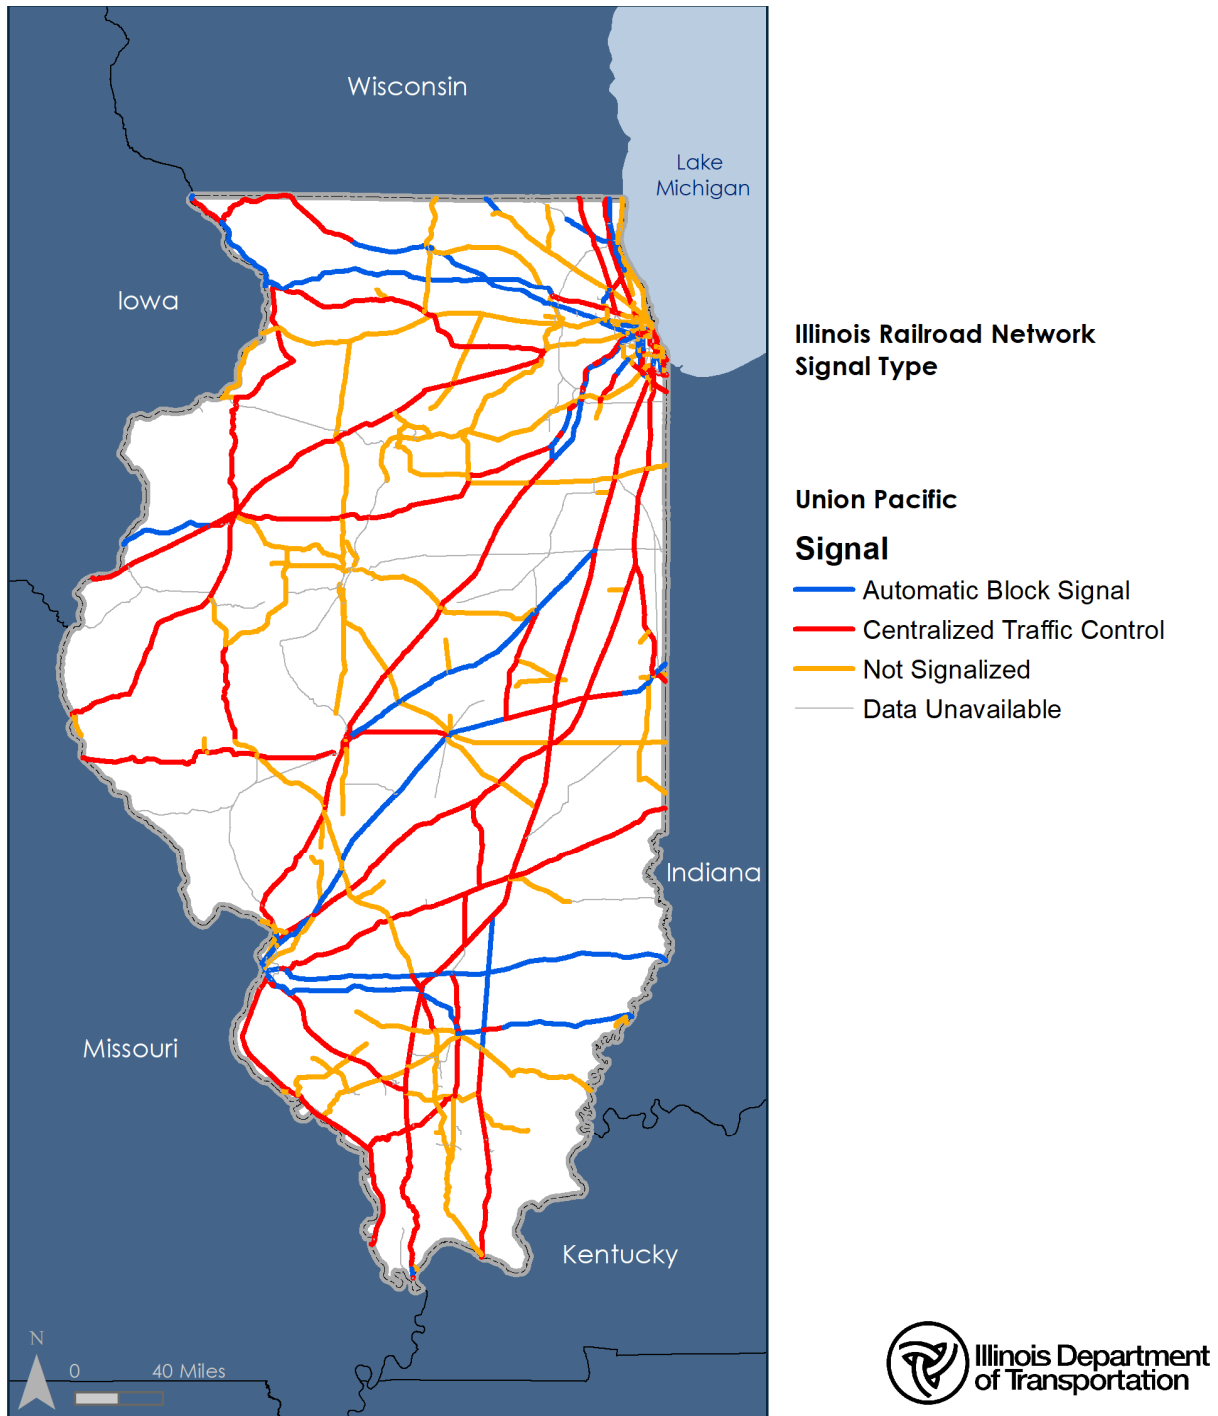 Wisconsin
Lake
Michigan
Iowa
Illinois Railroad Network
Signal Type
Union Pacific
Signal
Automatic Block Signal
Centralized Traffic Control
Not Signalized
Data Unavailable
Indiana
Missouri
Kentucky
N
0 40 Miles
Illinois Department
of Transportation